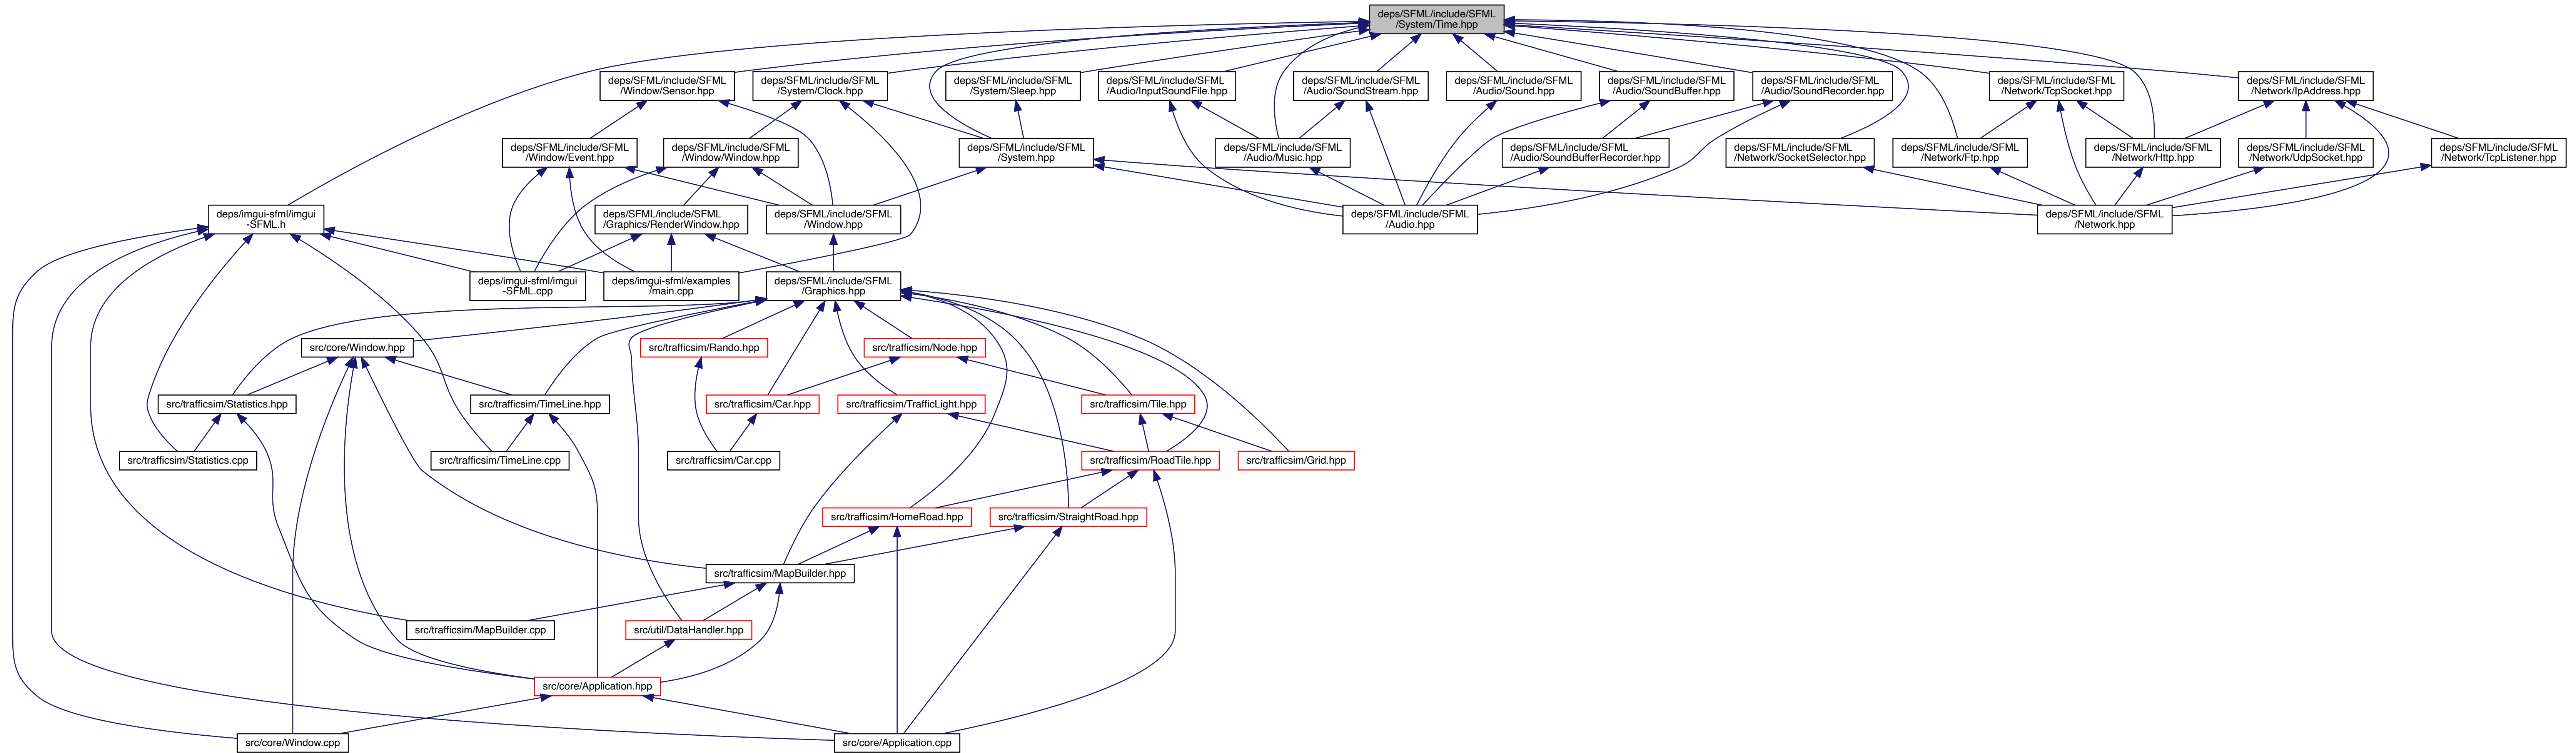 deps/SFML/include/SFML
/System/Time.hpp
deps/SFML/include/SFML
/Window/Sensor.hpp
deps/SFML/include/SFML
/System/Clock.hpp
deps/SFML/include/SFML
/System/Sleep.hpp
deps/SFML/include/SFML
/Audio/InputSoundFile.hpp
deps/SFML/include/SFML
/Audio/SoundStream.hpp
deps/SFML/include/SFML
/Audio/Sound.hpp
deps/SFML/include/SFML
/Audio/SoundBuffer.hpp
deps/SFML/include/SFML
/Audio/SoundRecorder.hpp
deps/SFML/include/SFML
/Network/TcpSocket.hpp
deps/SFML/include/SFML
/Network/IpAddress.hpp
deps/SFML/include/SFML
/Window/Event.hpp
deps/SFML/include/SFML
/Window/Window.hpp
deps/SFML/include/SFML
/System.hpp
deps/SFML/include/SFML
/Audio/Music.hpp
deps/SFML/include/SFML
/Audio/SoundBufferRecorder.hpp
deps/SFML/include/SFML
/Network/SocketSelector.hpp
deps/SFML/include/SFML
/Network/Ftp.hpp
deps/SFML/include/SFML
/Network/Http.hpp
deps/SFML/include/SFML
/Network/UdpSocket.hpp
deps/SFML/include/SFML
/Network/TcpListener.hpp
deps/imgui-sfml/imgui
-SFML.h
deps/SFML/include/SFML
/Graphics/RenderWindow.hpp
deps/SFML/include/SFML
/Window.hpp
deps/SFML/include/SFML
/Audio.hpp
deps/SFML/include/SFML
/Network.hpp
deps/imgui-sfml/imgui
-SFML.cpp
deps/imgui-sfml/examples
/main.cpp
deps/SFML/include/SFML
/Graphics.hpp
src/core/Window.hpp
src/trafficsim/Rando.hpp
src/trafficsim/Node.hpp
src/trafficsim/Statistics.hpp
src/trafficsim/TimeLine.hpp
src/trafficsim/Car.hpp
src/trafficsim/TrafficLight.hpp
src/trafficsim/Tile.hpp
src/trafficsim/Statistics.cpp
src/trafficsim/TimeLine.cpp
src/trafficsim/Car.cpp
src/trafficsim/RoadTile.hpp
src/trafficsim/Grid.hpp
src/trafficsim/HomeRoad.hpp
src/trafficsim/StraightRoad.hpp
src/trafficsim/MapBuilder.hpp
src/trafficsim/MapBuilder.cpp
src/util/DataHandler.hpp
src/core/Application.hpp
src/core/Window.cpp
src/core/Application.cpp